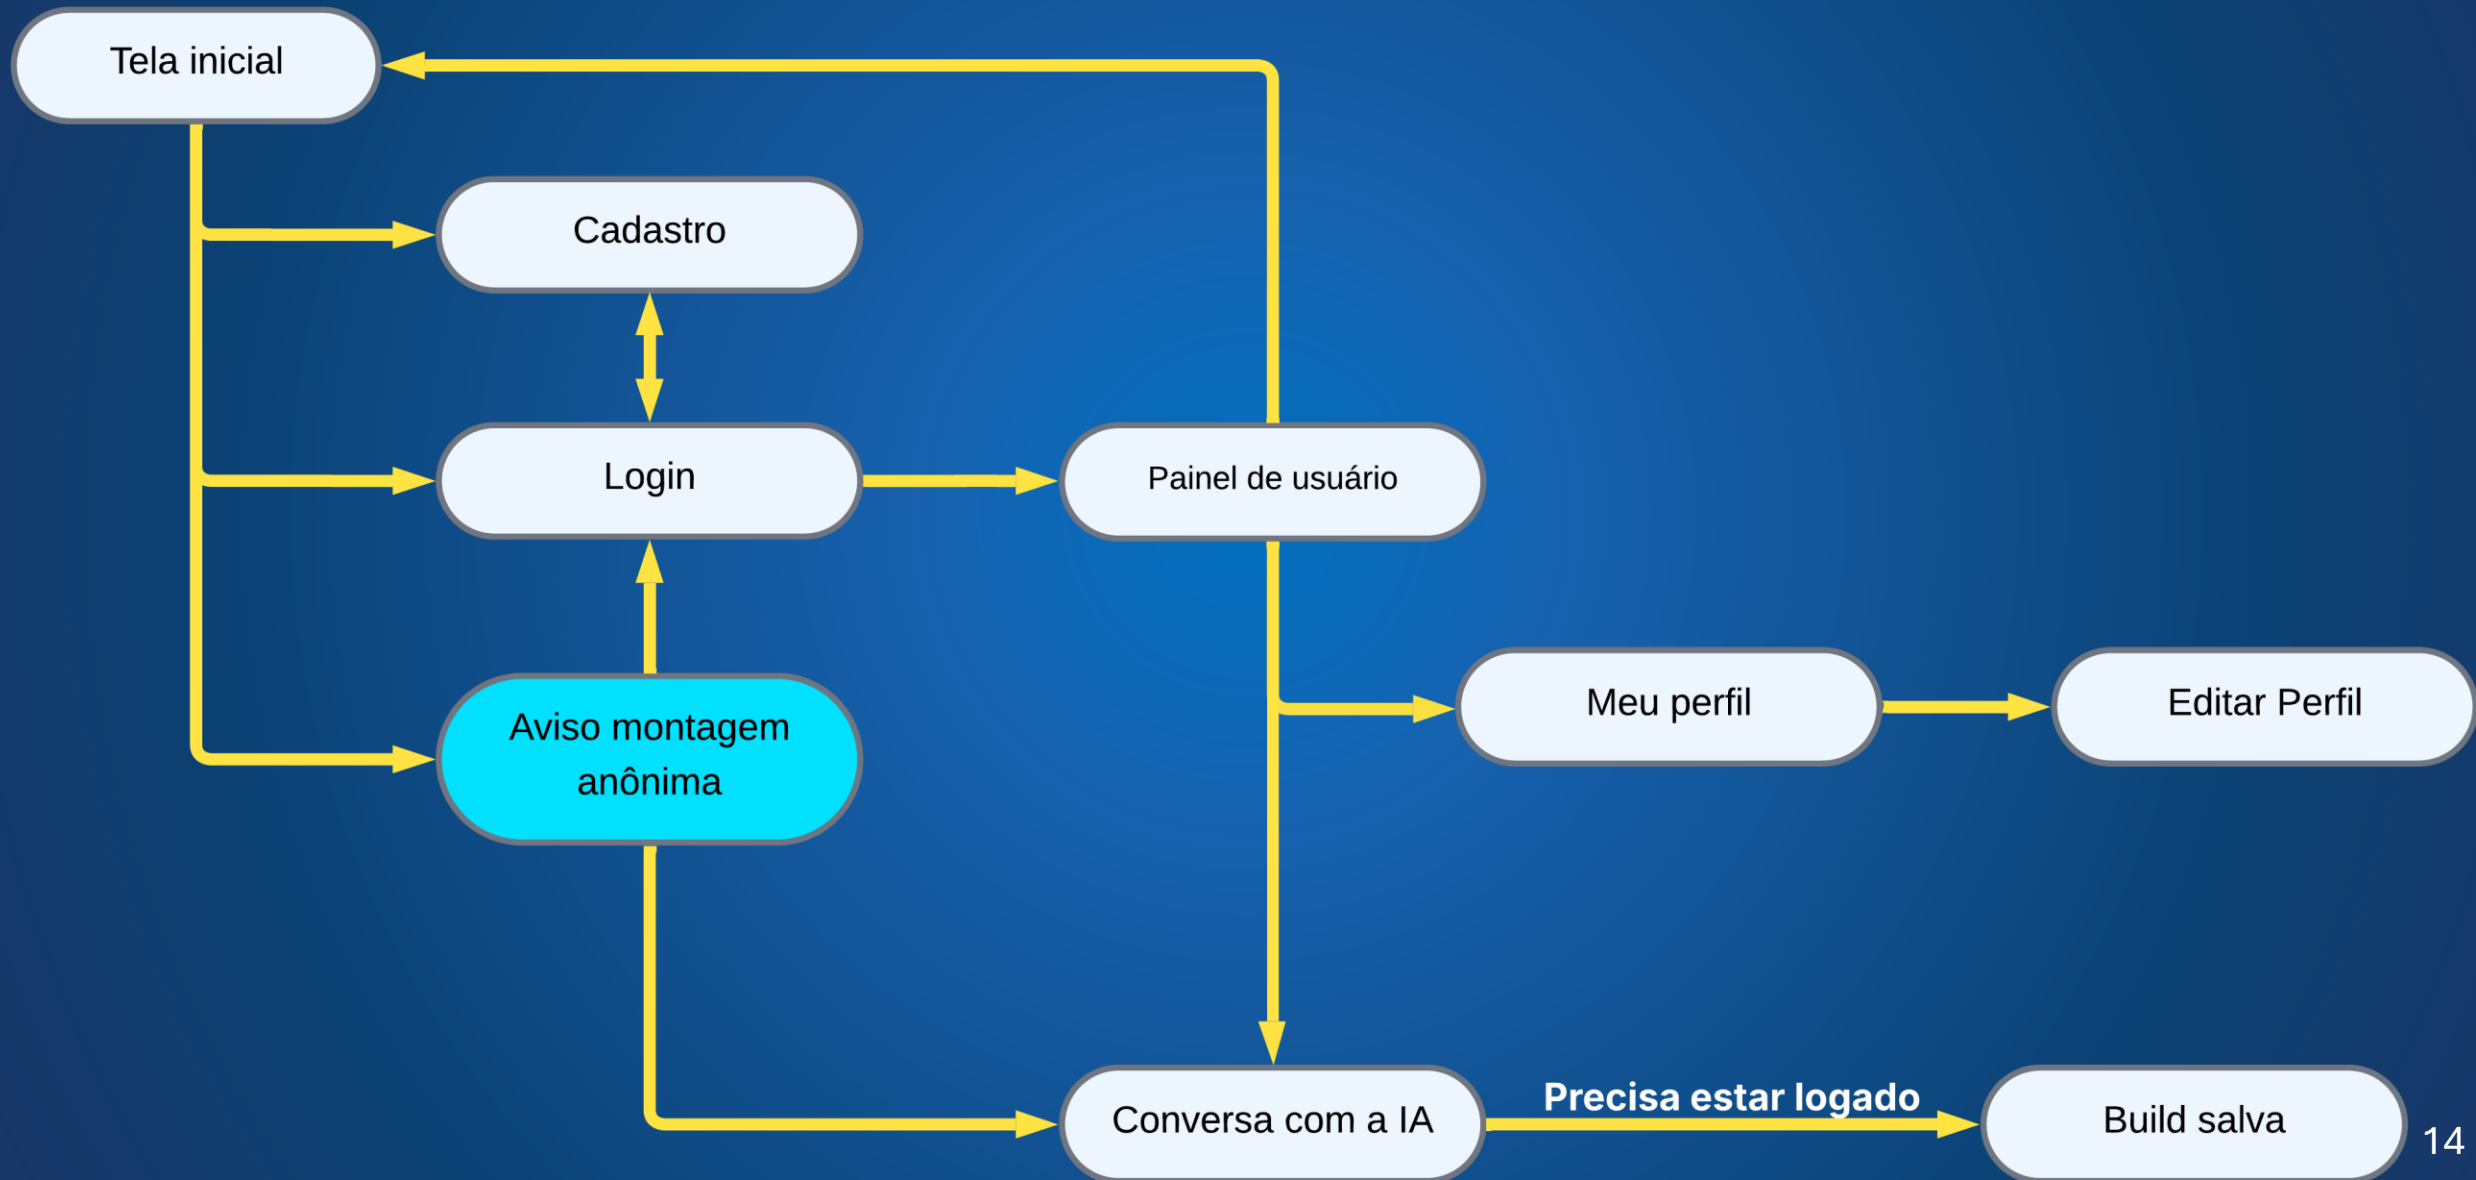 Tela inicial
Cadastro
Login
Painel de usuário
Aviso montagem
anônima
Meu perfil
Editar Perfil
Conversa com a IA
Precisa estar logado
Build salva
14